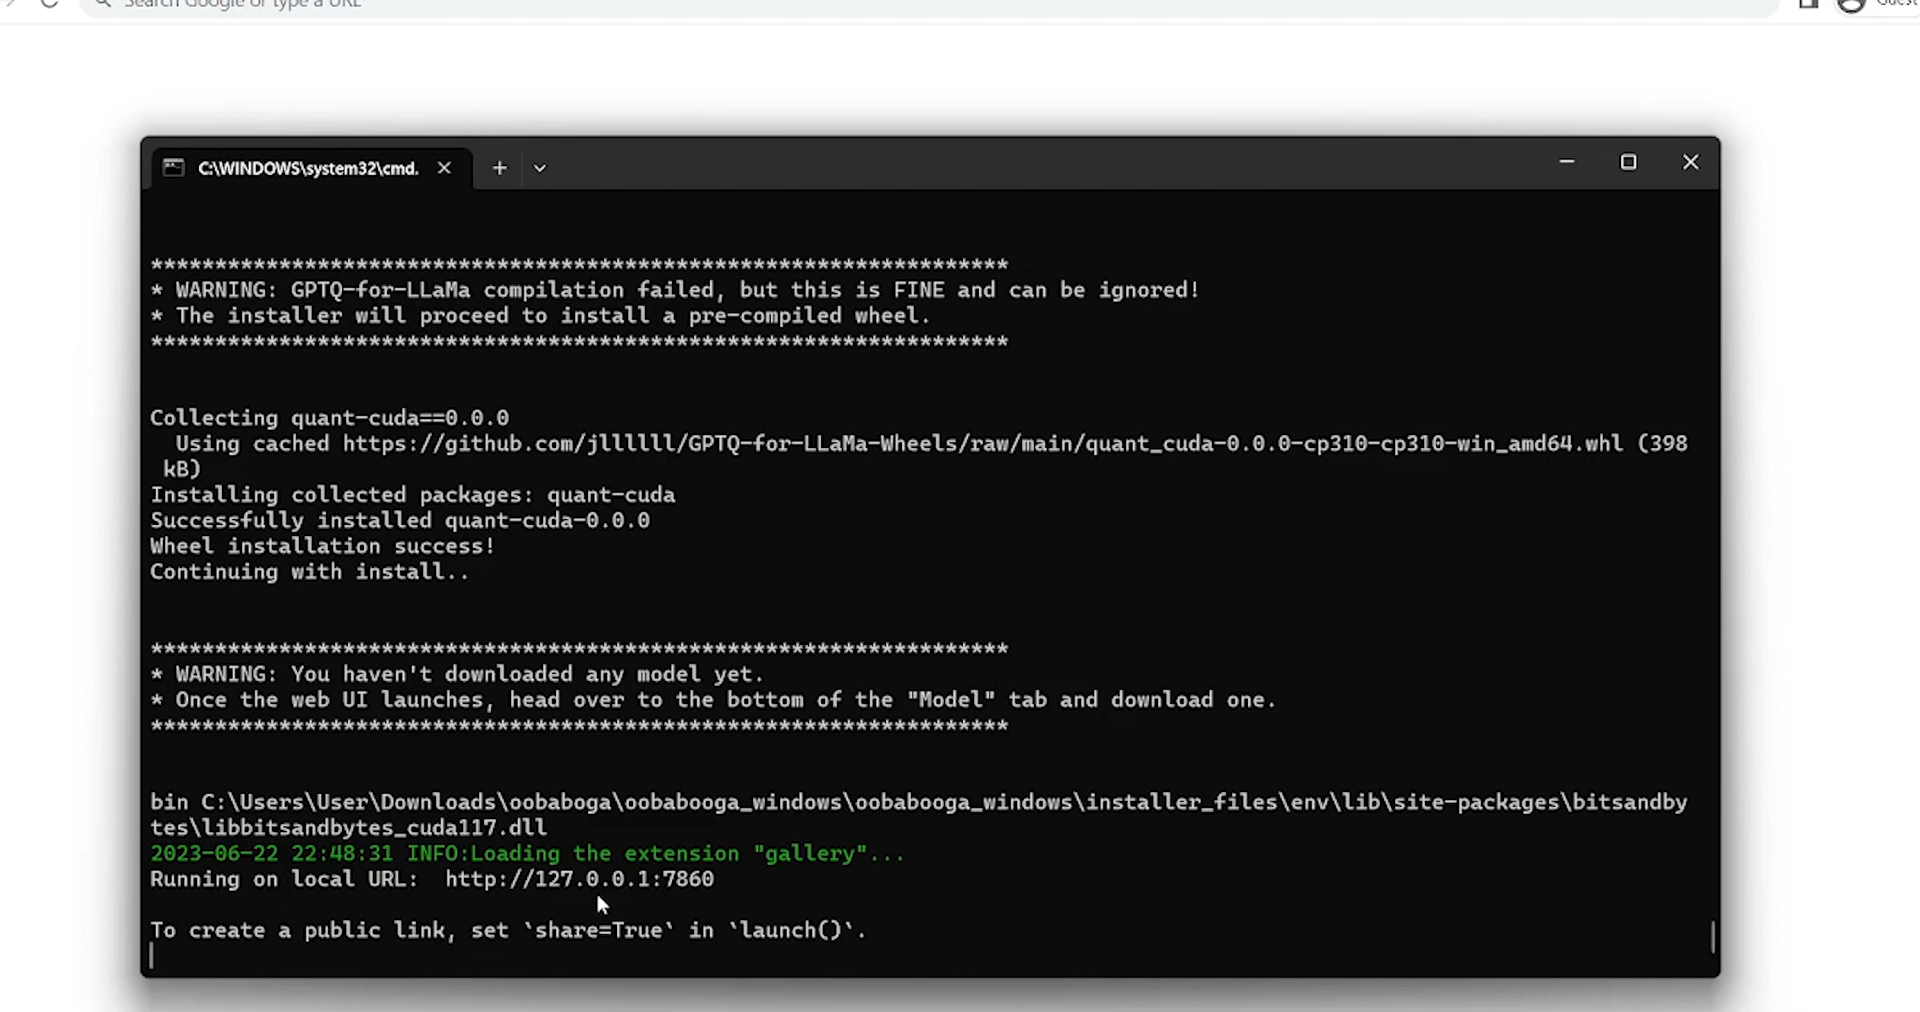 Search Google or type a URL
Guest
C:\WINDOWS\system32\cmd.
********************************************************************
* WARNING: GPTQ-for-LLaMa compilation failed, but this is FINE and can be ignored!
* The installer will proceed to install a pre-compiled wheel.
********************************************************************
Collecting quant-cuda==0.0.0
Using cached https://github.com/jllllll/GPTQ-for-LLaMa-Wheels/raw/main/quant_cuda-0.0.0-cp310-cp310-win_amd64.whl (398
kB)
Installing collected packages: quant-cuda
Successfully installed quant-cuda-0.0.0
Wheel installation success!
Continuing with install..
********************************************************************
* WARNING: You haven't downloaded any model yet.
* Once the web UI launches, head over to the bottom of the "Model" tab and download one.
********************************************************************
bin C:\Users\User\Downloads\oobaboga\oobabooga_windows\oobabooga_windows\installer_files\env\lib\site-packages\bitsandby
tes\libbitsandbytes_cuda117.dll
2023-06-22 22:48:31 INFO:Loading the extension "gallery"...
Running on local URL:  http://127.0.0.1:7860
To create a public link, set `share=True` in `launch()`.